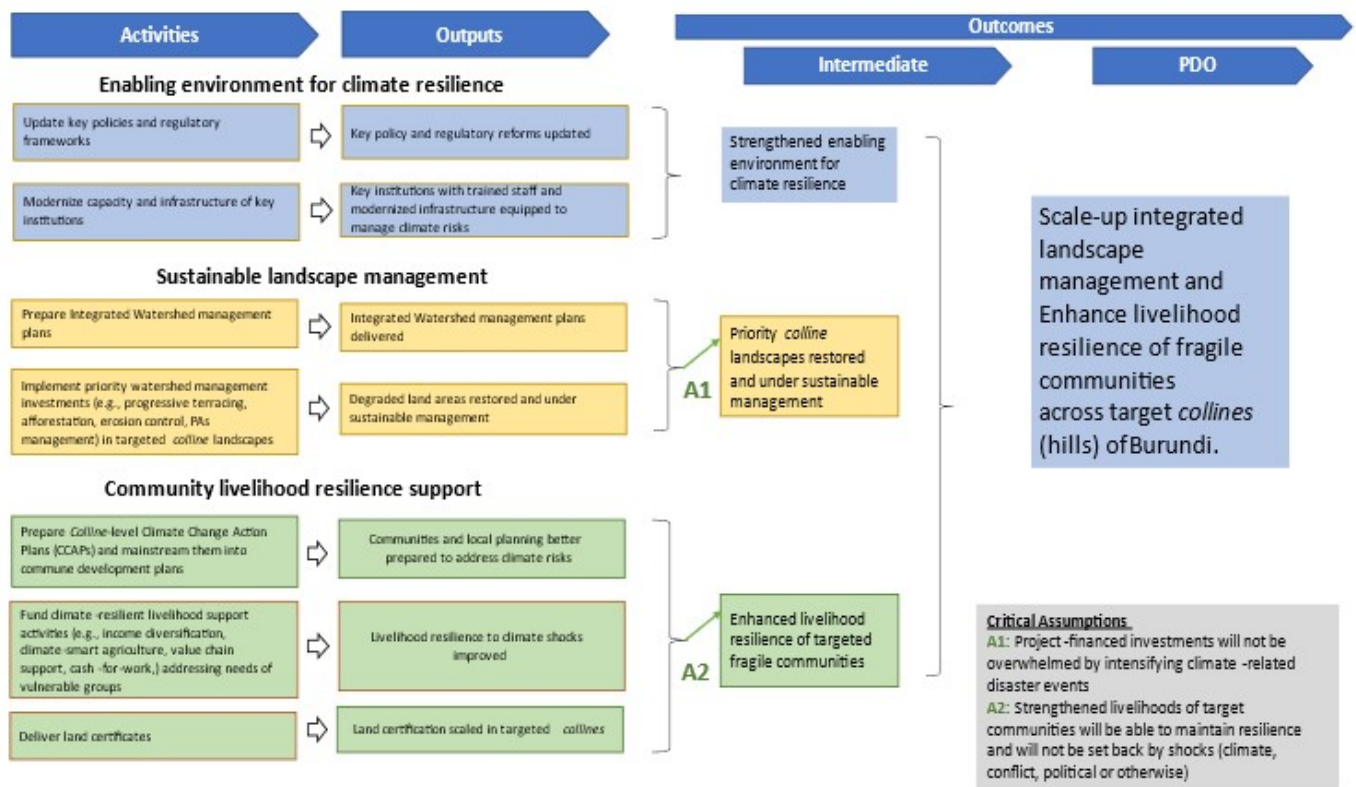 Activities
Outputs
Outcomes
Intermediate
PDO
Enabling environment for climate resilience
Update key policies and regulatory
frameworks
Key policy and regulatory reforms updated
Modernize capacity and infrastructure of key
institutions
Key institutions with trained staff and
modernized infrastructure equipped to
manage climate risks
Strengthened enabling
environment for
climate resilience
Sustainable landscape management
Prepare Integrated Watershed management
plans
Integrated Watershed management plans
delivered
Implement priority watershed management
investments (e.g., progressive terracing,
afforestation, erosion control, PAs
management) in targeted colline landscapes
Degraded land areas restored and under
sustainable management
A1
Priority colline
landscapes restored
and under sustainable
management
Community livelihood resilience support
Prepare Colline-level Climate Change Action
Plans (CCAPs) and mainstream them into
commune development plans
Communities and local planning better
prepared to address climate risks
Fund climate -resilient livelihood support
activities (e.g., income diversification,
climate-smart agriculture, value chain
support, cash -for-work,) addressing needs of
vulnerable groups
Livelihood resilience to climate shocks
improved
Deliver land certificates
Land certification scaled in targeted collines
A2
Enhanced livelihood
resilience of targeted
fragile communities
Scale-up integrated
landscape
management and
Enhance livelihood
resilience of fragile
communities
across target collines
(hills) of Burundi.
Critical Assumptions
A1: Project -financed investments will not be
overwhelmed by intensifying climate -related
disaster events
A2: Strengthened livelihoods of target
communities will be able to maintain resilience
and will not be set back by shocks (climate,
conflict, political or otherwise)